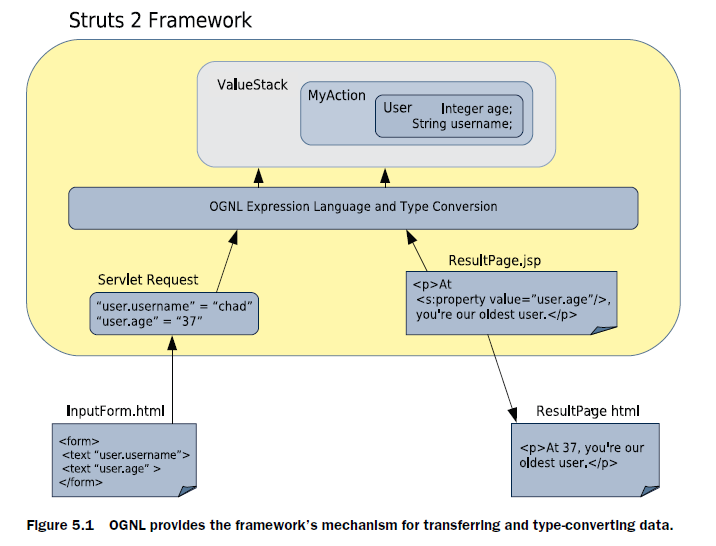 Struts 2 Framework
ValueStack
MyAction
User Integer age;
String username;
OGNL Expression Language and Type Conversion
Servlet Request
"user.username" = "chad"
"user.age" = "37"
ResultPage.jsp
<p>At
<s:property value="user.age"/>,
you're our oldest user.</p>
InputForm.html
<form>
<text "user.username">
<text "user.age" >
</form>
ResultPage html
<p>At 37, you're our
oldest user.</p>
Figure 5.1 OGNL provides the framework's mechanism for transferring and type-converting data.